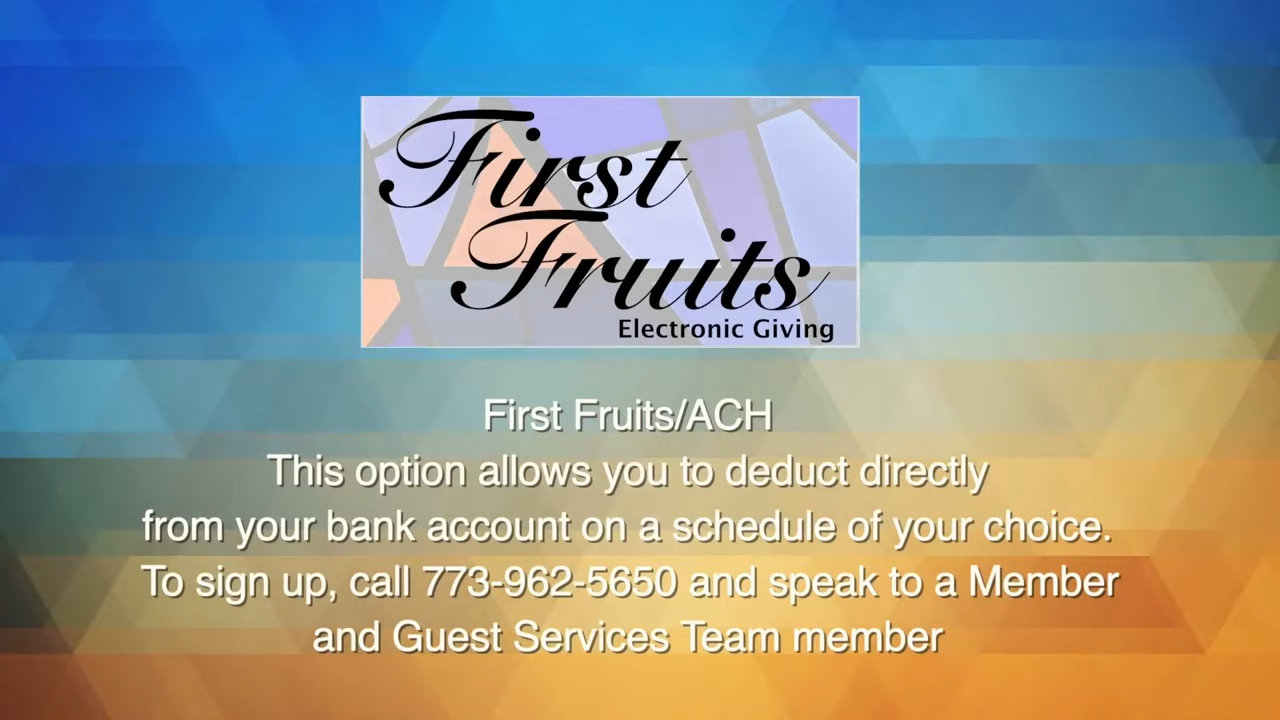 First
Fruits
Electronic Giving
First Fruits/ACH
This option allows you to deduct directly
from your bank account on a schedule of your choice.
To sign up, call 773-962-5650 and speak to a Member
and Guest Services Team member